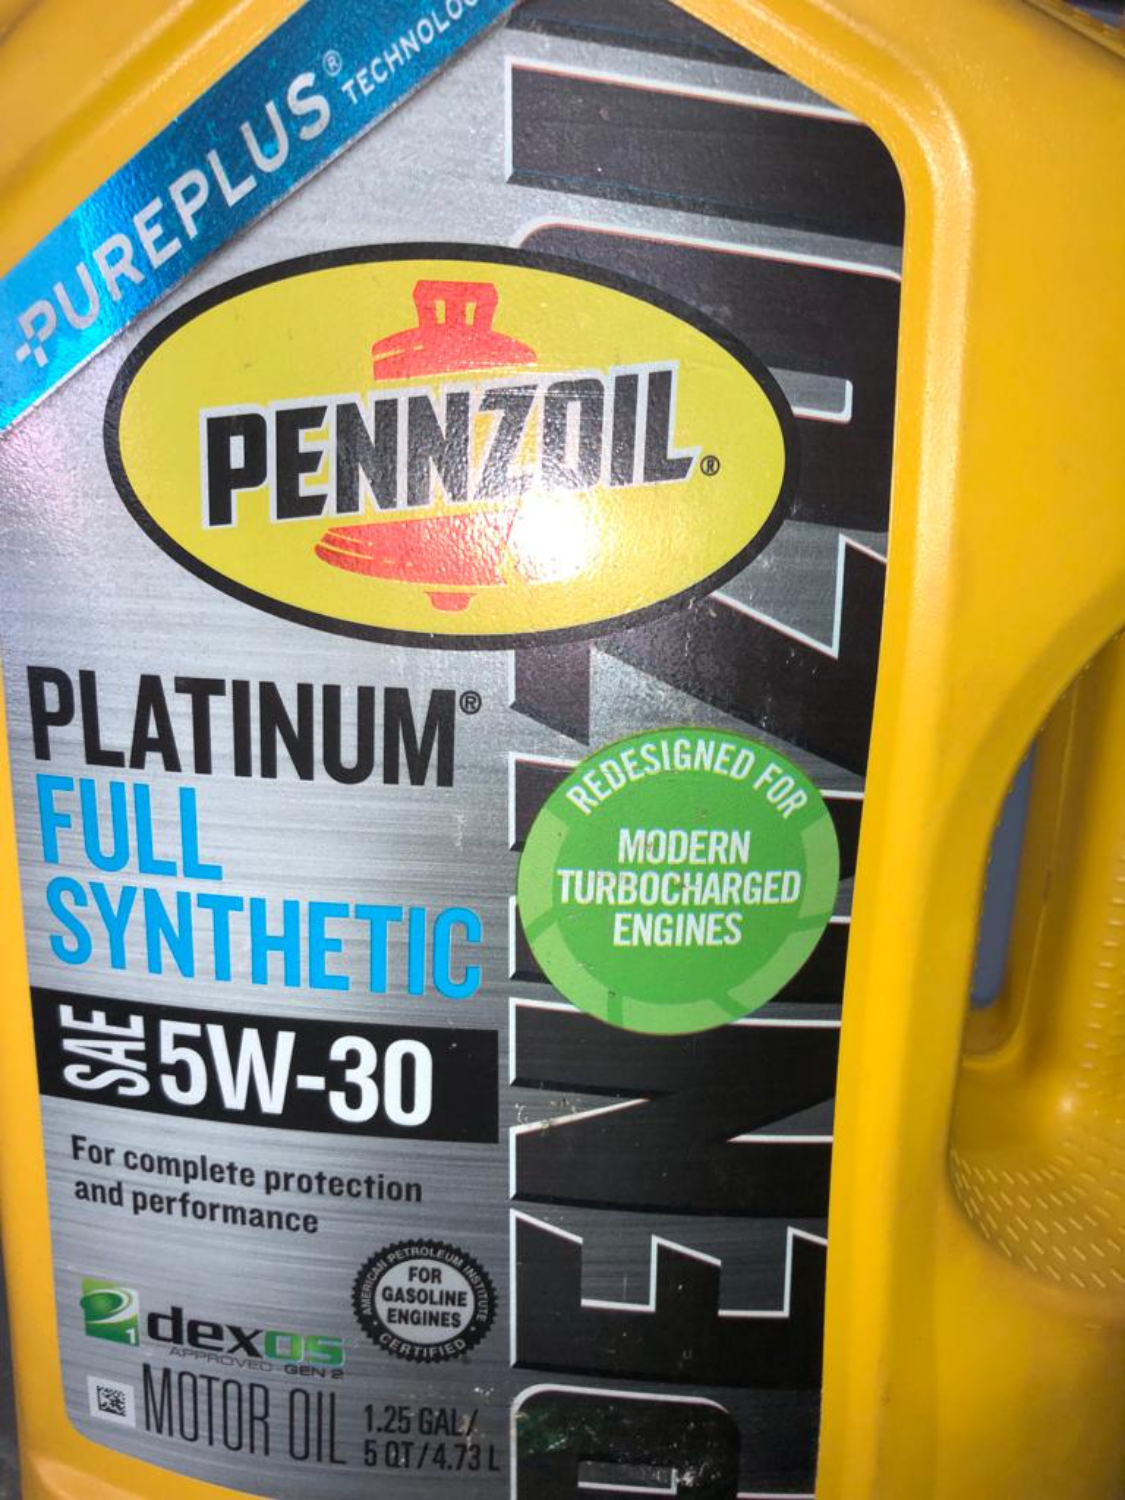 PUREPLUS® TECHNOLO
PENNZOIL®
PENNZOIL
PLATINUM®
FULL
SYNTHETIC
REDESIGNED FOR
MODERN
TURBOCHARGED
ENGINES
SAE 5W-30
For complete protection
and performance
AMERICAN PETROLEUM INSTITUTE
FOR
GASOLINE
ENGINES
CERTIFIED
1
dexos
APPROVED-GEN 2
MOTOR OIL
1.25 GAL/
5 QT/4.73 L